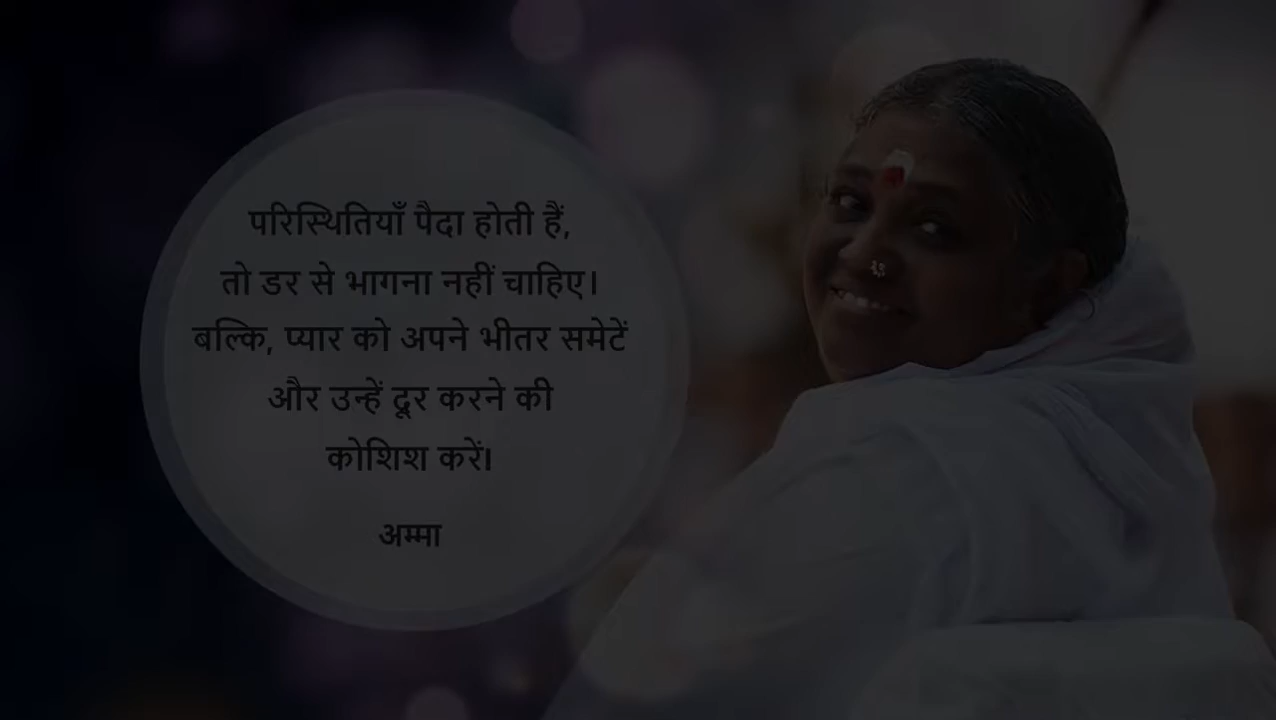 परिस्थितियाँ पैदा होती हैं,
तो डर से भागना नहीं चाहिए।
बल्कि, प्यार को अपने भीतर समेटें
और उन्हें दूर करने की
कोशिश करें।
अम्मा